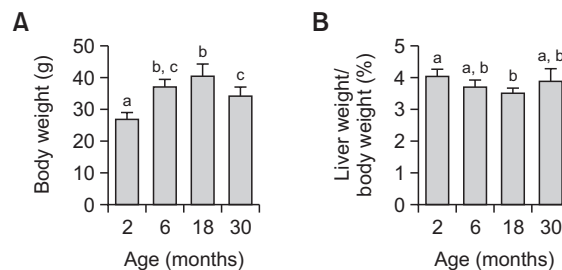 A
Body weight (g)
50
40
30
20
10
0
a
b, c
b
c
2 6 18 30
Age (months)
B
Liver weight/
body weight (%)
5
4
3
2
1
0
a
a, b
b
a, b
2 6 18 30
Age (months)